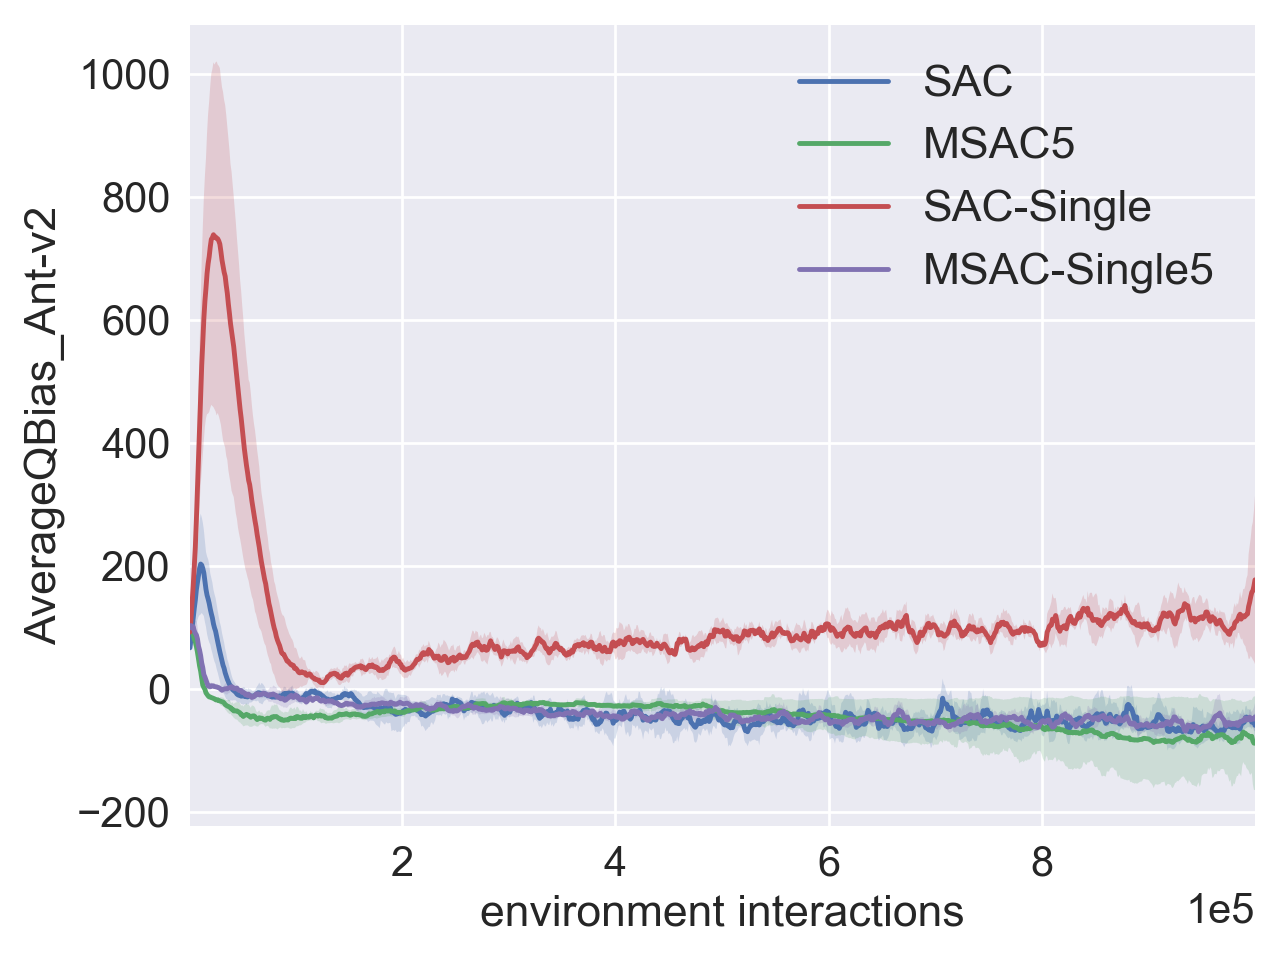 1000
800
600
400
200
0
−200
AverageQBias_Ant-v2
SAC
MSAC5
SAC-Single
MSAC-Single5
2 4 6 8
1e5
environment interactions